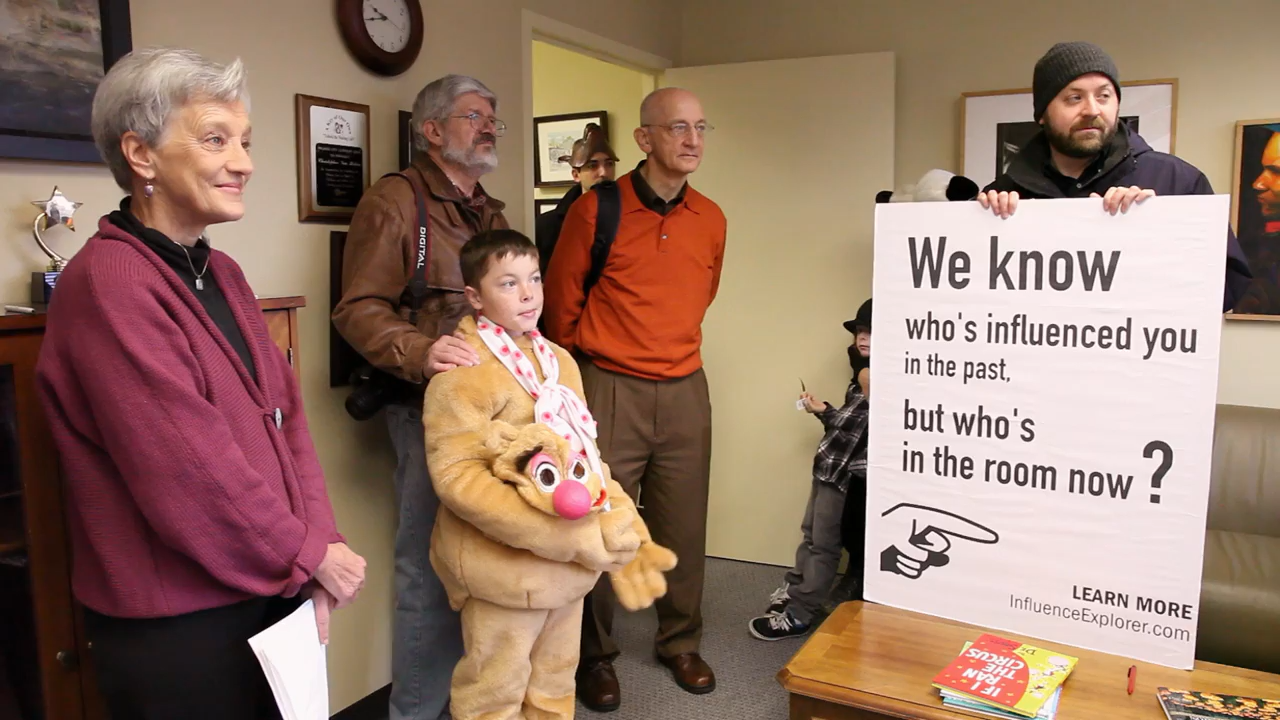 We know
who's influenced you
in the past,
but who's
in the room now ?
LEARN MORE
InfluenceExplorer.com
IF I
RAN
THE
CIRCUS
DIGITAL